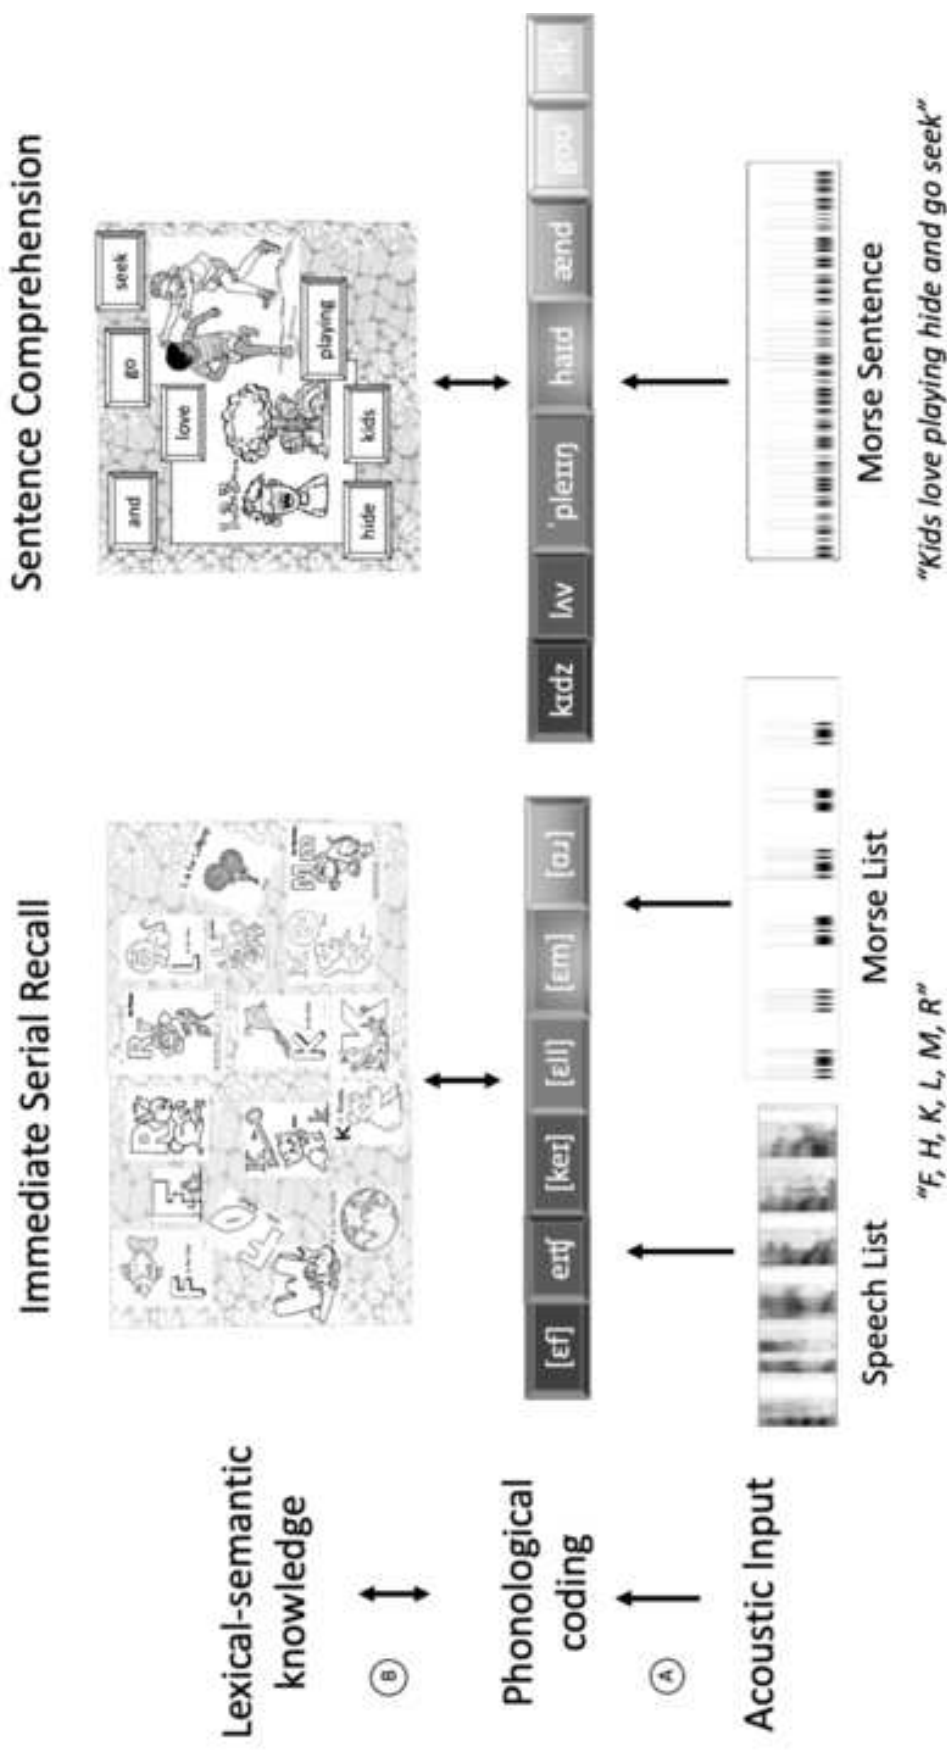 Immediate Serial Recall
Sentence Comprehension
Lexical-semantic
knowledge
F
F
R
R
L
K
K
K
K
M
and
go
seek
love
hide
kids
playing
B
Phonological
coding
[ɛf]
eɪtʃ
[keɪ]
[ɛll]
[ɛm]
[ɑɹ]
kɪdz
lʌv
ˈpleɪɪŋ
haɪd
ænd
goʊ
sik
A
Acoustic Input
Speech List
Morse List
Morse Sentence
"F, H, K, L, M, R"
"Kids love playing hide and go seek"